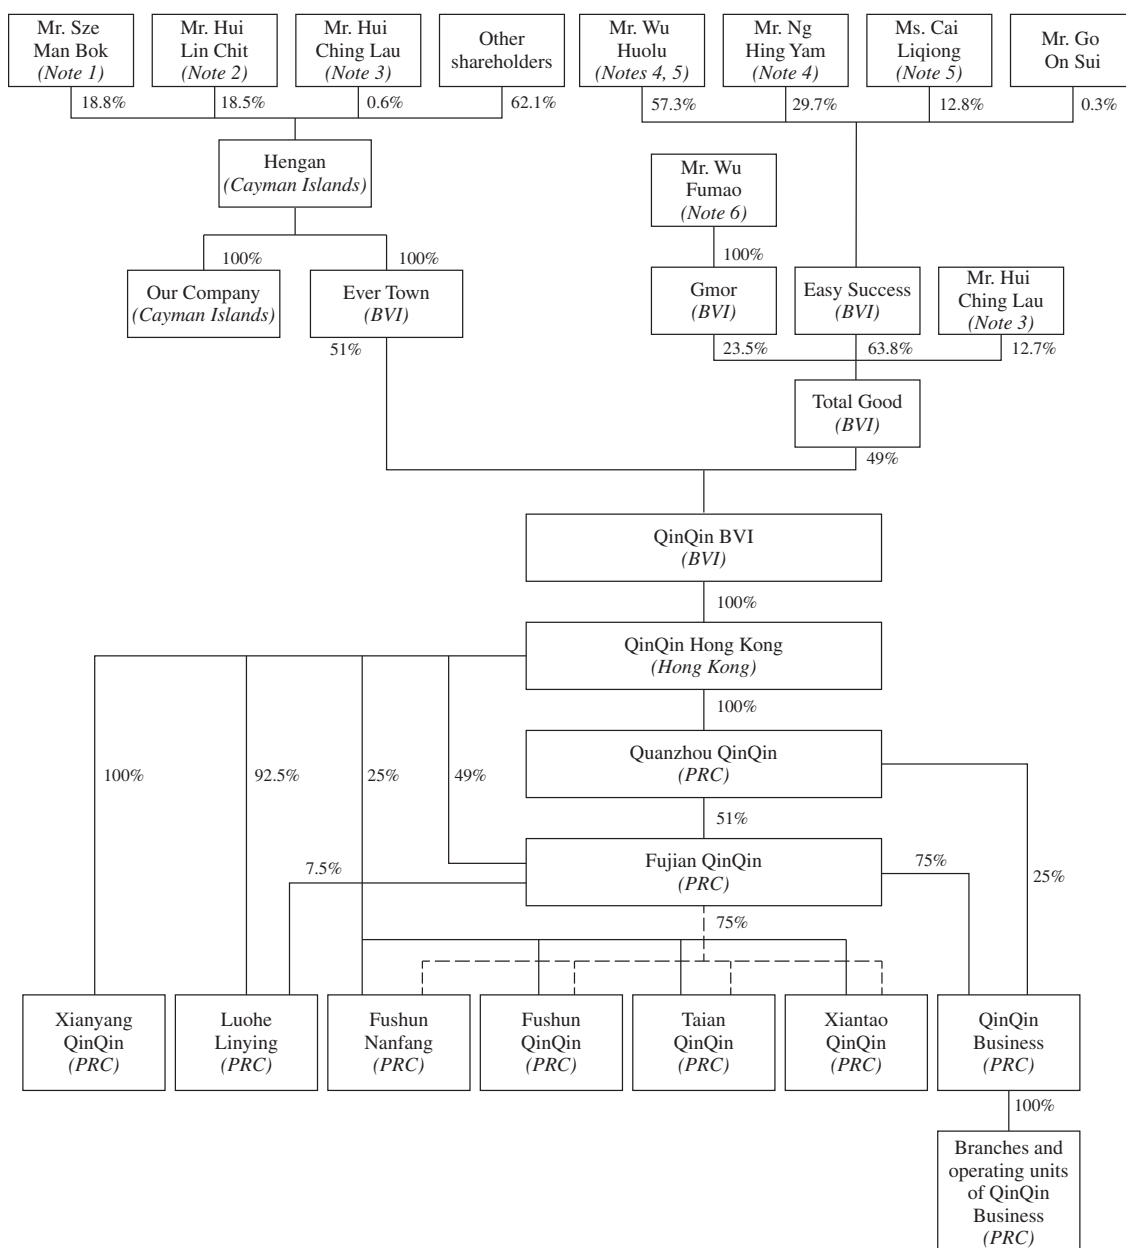 Mr. Sze
Man Bok
(Note 1)
Mr. Hui
Lin Chit
(Note 2)
Mr. Hui
Ching Lau
(Note 3)
Other
shareholders
Mr. Wu
Huolu
(Notes 4, 5)
Mr. Ng
Hing Yam
(Note 4)
Ms. Cai
Liqiong
(Note 5)
Mr. Go
On Sui
18.8%
18.5%
0.6%
62.1%
57.3%
29.7%
12.8%
0.3%
Hengan
(Cayman Islands)
Mr. Wu
Fumao
(Note 6)
100%
100%
100%
Our Company
(Cayman Islands)
Ever Town
(BVI)
Gmor
(BVI)
Easy Success
(BVI)
Mr. Hui
Ching Lau
(Note 3)
51%
23.5%
63.8%
12.7%
Total Good
(BVI)
49%
QinQin BVI
(BVI)
100%
QinQin Hong Kong
(Hong Kong)
100%
Quanzhou QinQin
(PRC)
100%
92.5%
25%
49%
51%
Fujian QinQin
(PRC)
7.5%
75%
25%
75%
Xianyang
QinQin
(PRC)
Luohe
Linying
(PRC)
Fushun
Nanfang
(PRC)
Fushun
QinQin
(PRC)
Taian
QinQin
(PRC)
Xiantao
QinQin
(PRC)
QinQin
Business
(PRC)
100%
Branches and
operating units
of QinQin
Business
(PRC)